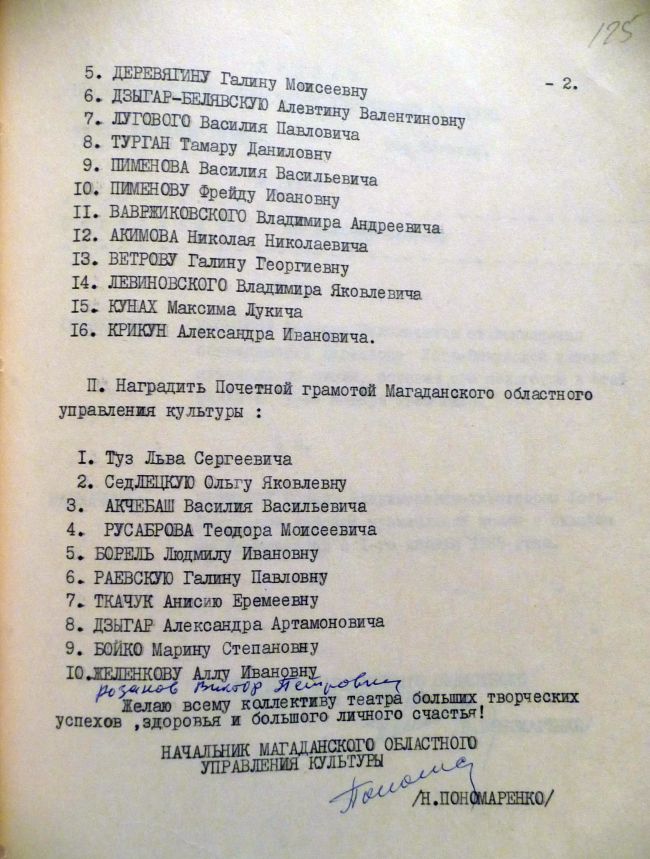 125
- 2.
5. ДЕРЕВЯГИНУ Галину Моисеевну
6. ДЗЫГАР-БЕЛЯВСКУЮ Алевтину Валентиновну
7. ЛУГОВОГО Василия Павловича
8. ТУРГАН Тамару Даниловну
9. ПИМЕНОВА Василия Васильевича
10. ПИМЕНОВУ Фрейду Иоановну
11. ВАВРЖИКОВСКОГО Владимира Андреевича
12. АКИМОВА Николая Николаевича
13. ВЕТРОВУ Галину Георгиевну
14. ЛЕВИНОВСКОГО Владимира Яковлевича
15. КУНАХ Максима Лукича
16. КРИКУН Александра Ивановича.
П. Наградить Почетной грамотой Магаданского областного
управления культуры :
1. Туз Льва Сергеевича
2. СедЛЕЦКУЮ Ольгу Яковлевну
3. АКЧЕБАШ Василия Васильевича
4. РУСАБРОВА Теодора Моисеевича
5. БОРЕЛЬ Людмилу Ивановну
6. РАЕВСКУЮ Галину Павловну
7. ТКАЧУК Анисию Еремеевну
8. ДЗЫГАР Александра Артамоновича
9. БОЙКО Марину Степановну
10. ЖЕЛЕНКОВУ Аллу Ивановну
Розанов Виктор Петрович
Желаю всему коллективу театра больших творческих
успехов ,здоровья и большого личного счастья!
НАЧАЛЬНИК МАГАДАНСКОГО ОБЛАСТНОГО
УПРАВЛЕНИЯ КУЛЬТУРЫ
/Н.ПОНОМАРЕНКО/